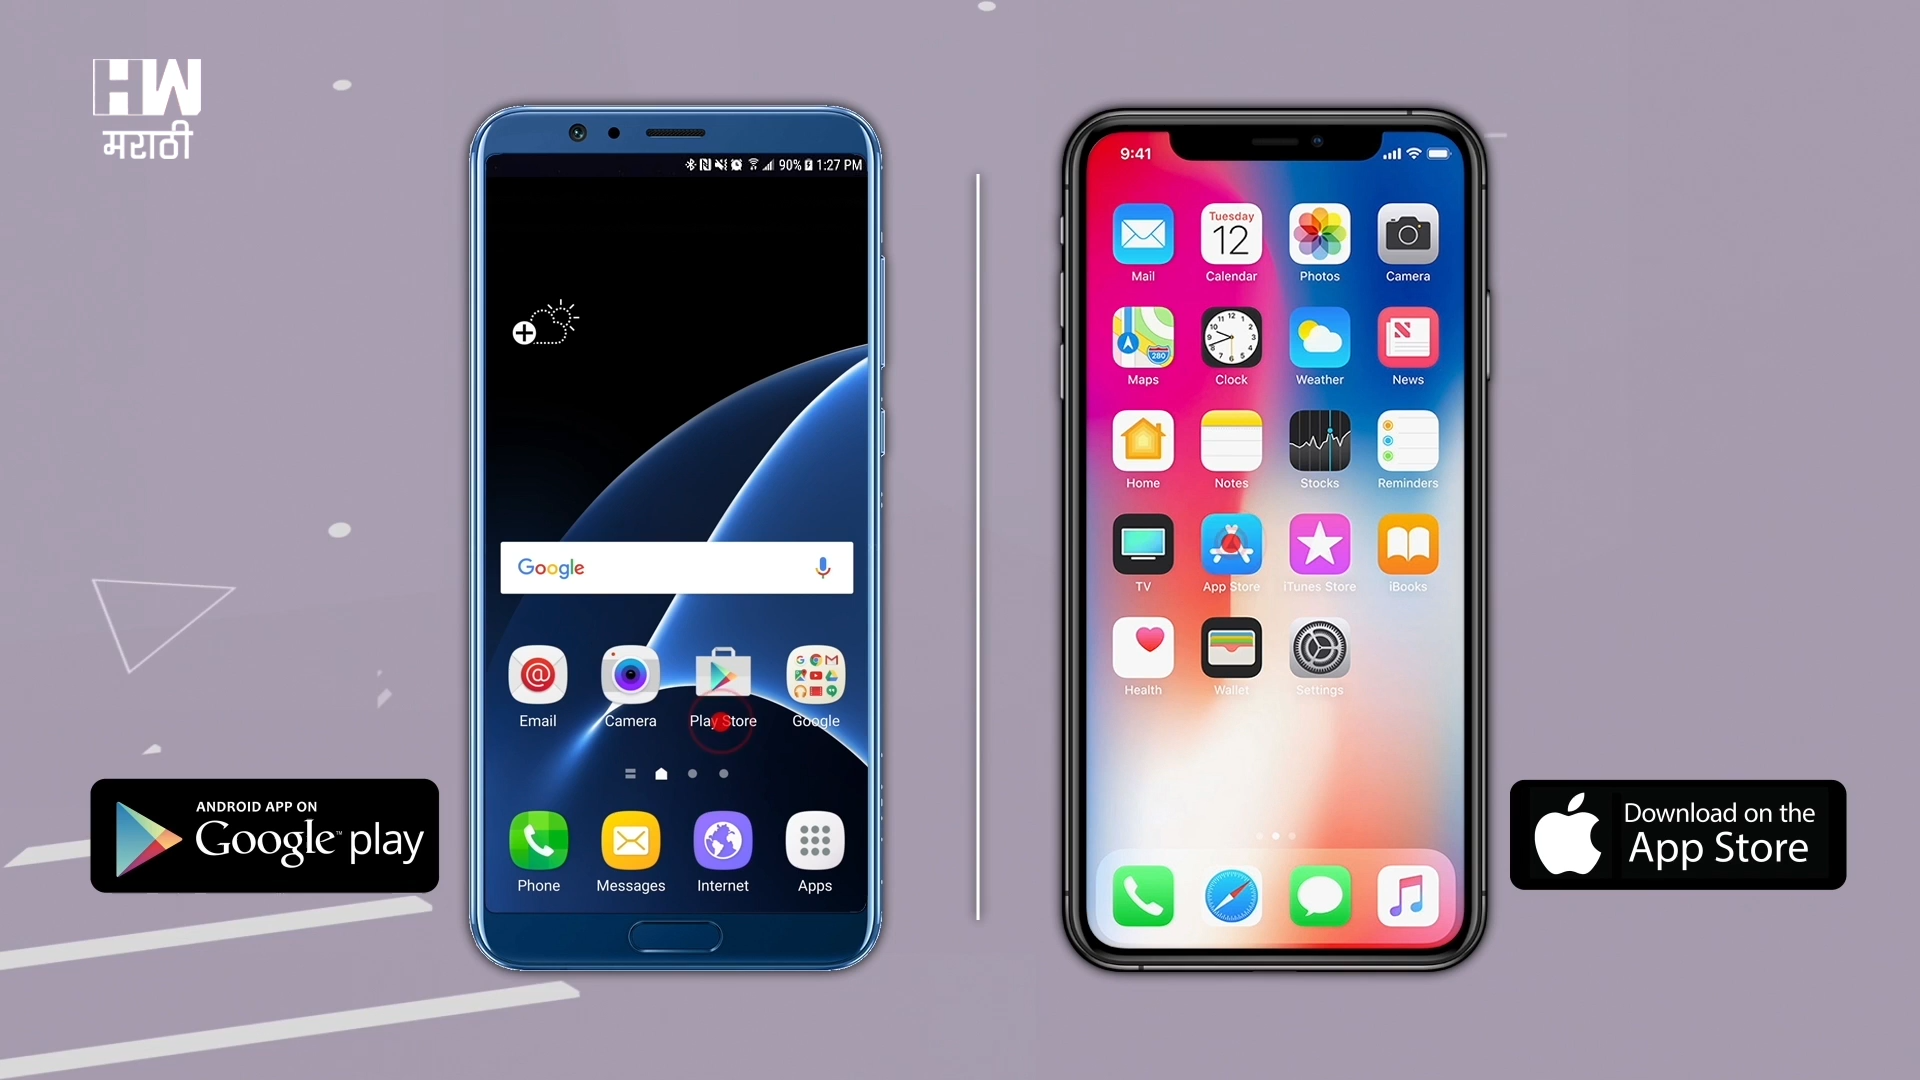 HW
मराठी
90% 1:27 PM
Google
Email Camera Play Store Google
Phone Messages Internet Apps
ANDROID APP ON
Google™ play
9:41
Tuesday
12
Mail Calendar Photos Camera
280
Maps Clock Weather News
Home Notes Stocks Reminders
TV App Store iTunes Store iBooks
Health Wallet Settings
Download on the
App Store